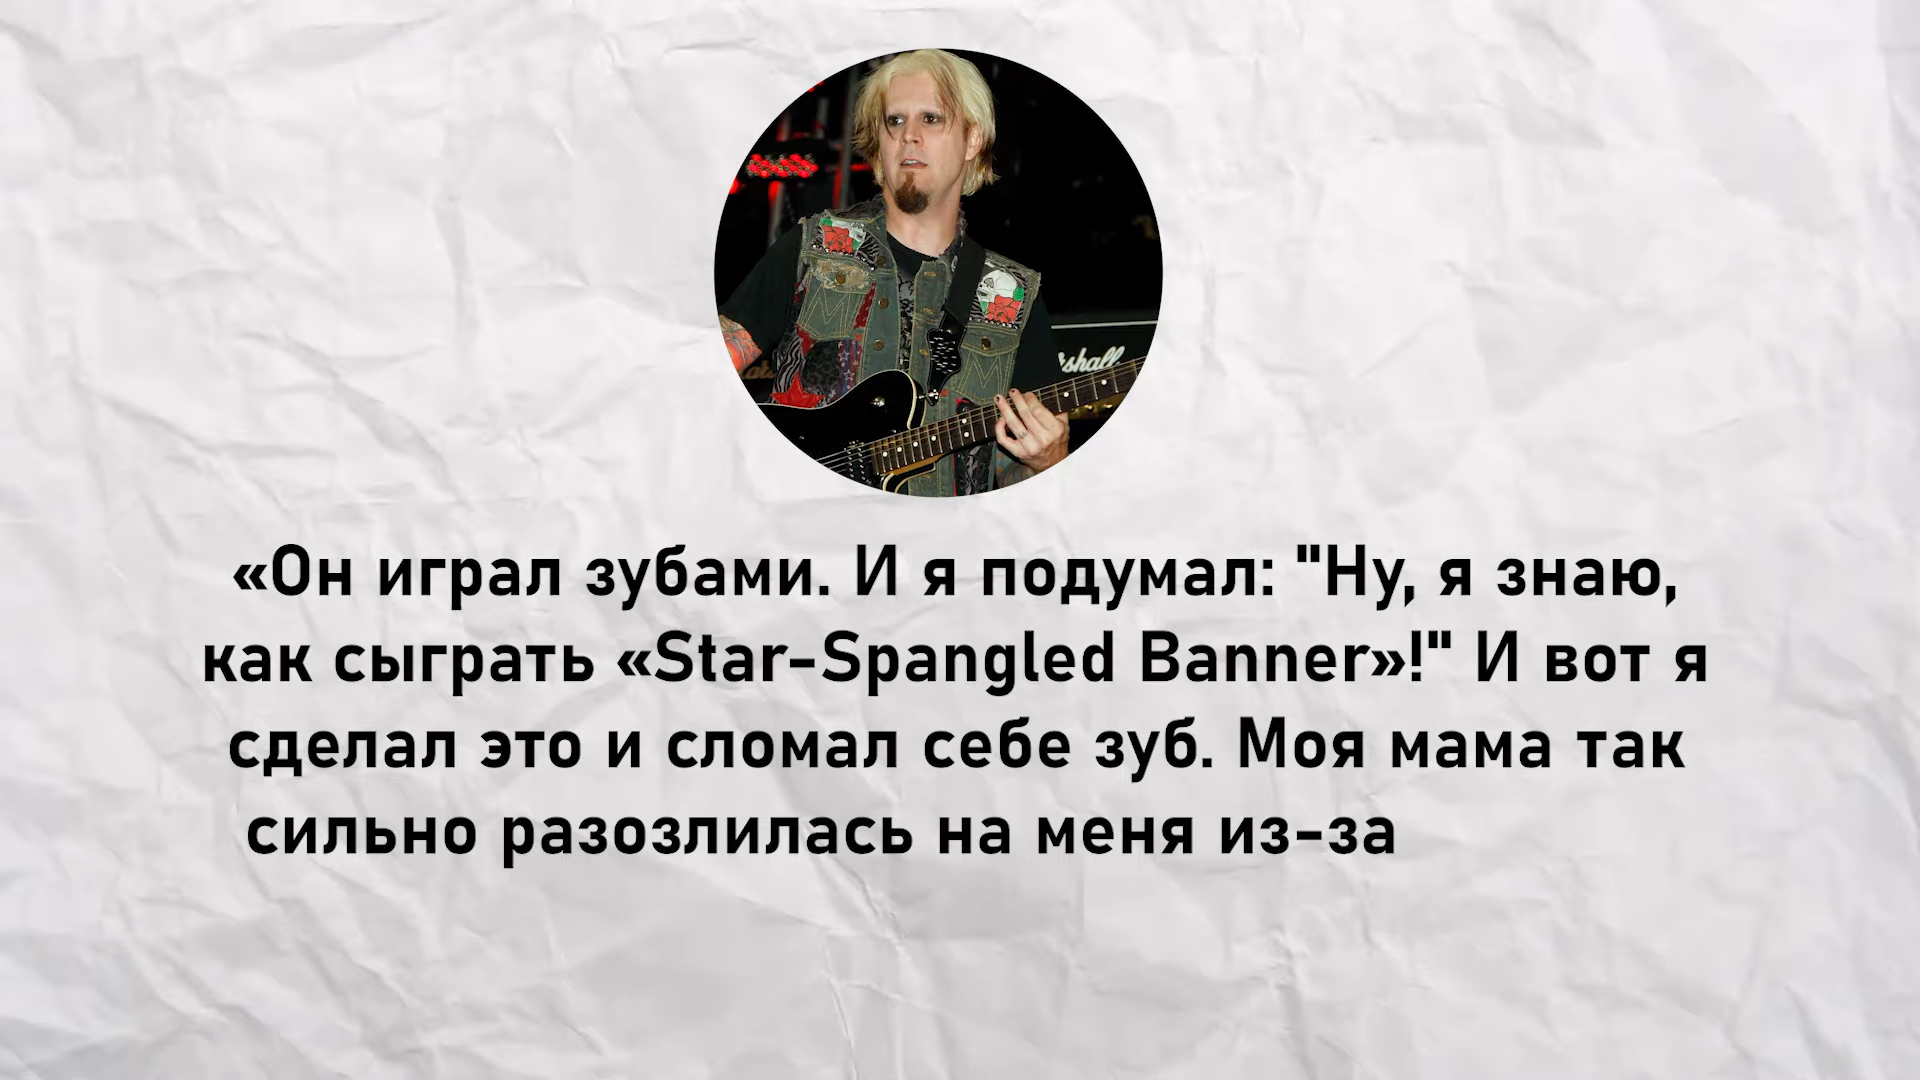 shall
«Он играл зубами. И я подумал: "Ну, я знаю,
как сыграть «Star-Spangled Banner»!" И вот я
сделал это и сломал себе зуб. Моя мама так
сильно разозлилась на меня из-за